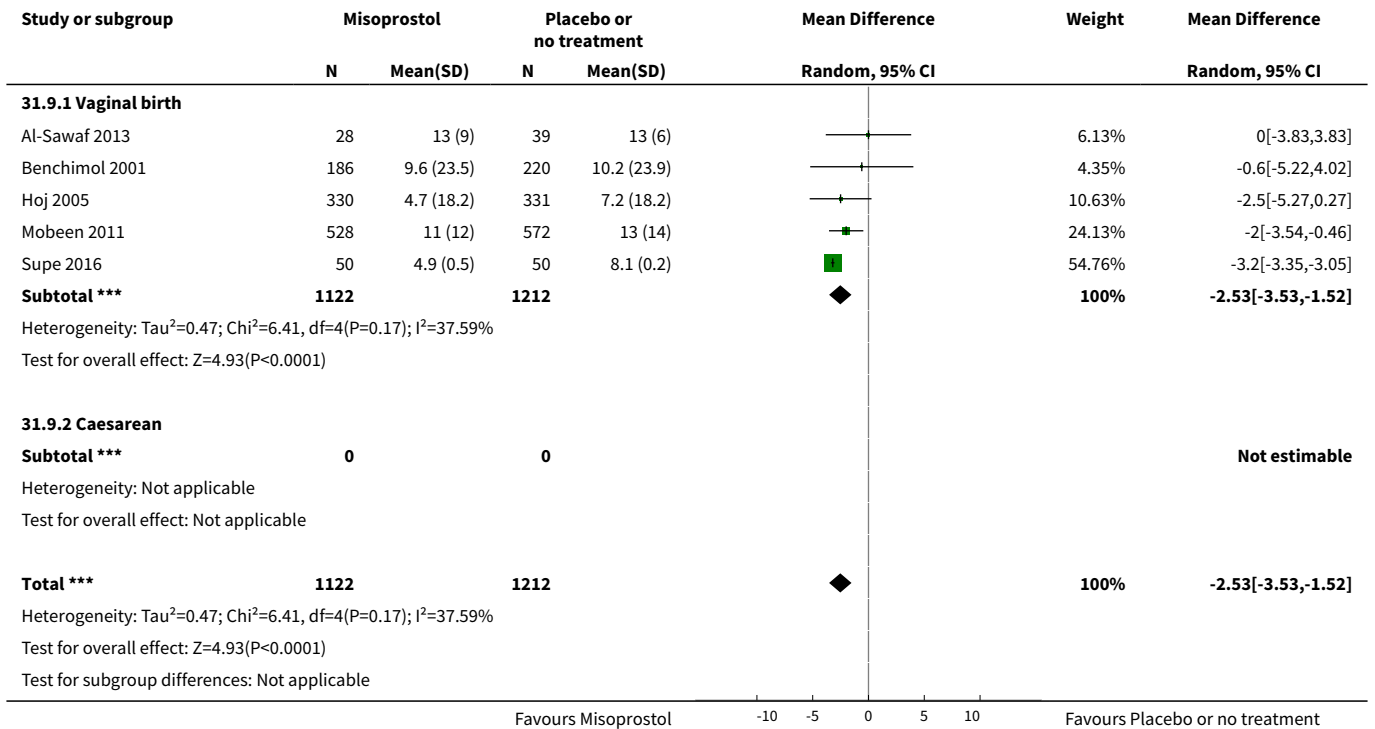 Study or subgroup Misoprostol Placebo or no treatment Mean Difference Weight Mean Difference
N Mean(SD) N Mean(SD) Random, 95% CI Random, 95% CI
31.9.1 Vaginal birth
Al-Sawaf 2013 28 13 (9) 39 13 (6) 6.13% 0[-3.83,3.83]
Benchimol 2001 186 9.6 (23.5) 220 10.2 (23.9) 4.35% -0.6[-5.22,4.02]
Hoj 2005 330 4.7 (18.2) 331 7.2 (18.2) 10.63% -2.5[-5.27,0.27]
Mobeen 2011 528 11 (12) 572 13 (14) 24.13% -2[-3.54,-0.46]
Supe 2016 50 4.9 (0.5) 50 8.1 (0.2) 54.76% -3.2[-3.35,-3.05]
Subtotal *** 1122 1212 100% -2.53[-3.53,-1.52]
Heterogeneity: Tau²=0.47; Chi²=6.41, df=4(P=0.17); I²=37.59%
Test for overall effect: Z=4.93(P<0.0001)
31.9.2 Caesarean
Subtotal *** 0 0 Not estimable
Heterogeneity: Not applicable
Test for overall effect: Not applicable
Total *** 1122 1212 100% -2.53[-3.53,-1.52]
Heterogeneity: Tau²=0.47; Chi²=6.41, df=4(P=0.17); I²=37.59%
Test for overall effect: Z=4.93(P<0.0001)
Test for subgroup differences: Not applicable
Favours Misoprostol -10 -5 0 5 10 Favours Placebo or no treatment